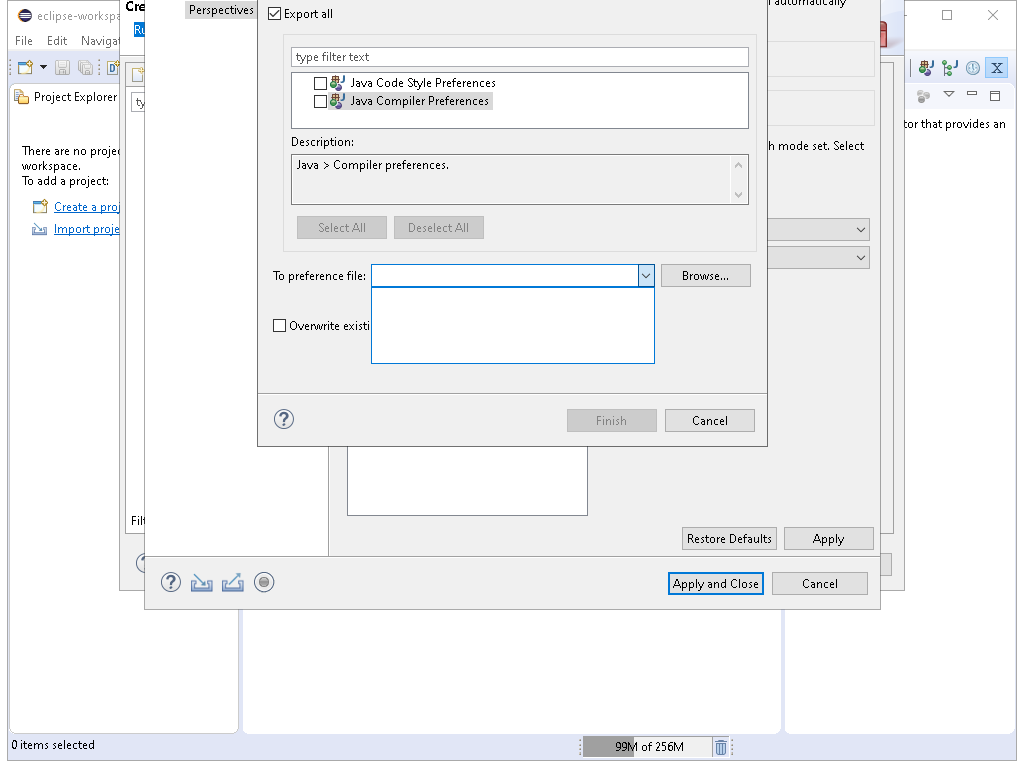 eclipse-workspa
Cre
Perspectives
Export all
automatically
Ru
File Edit Navigat
type filter text
Project Explorer
ty
Java Code Style Preferences
Java Compiler Preferences
tor that provides an
Description:
There are no projec
workspace.
To add a project:
h mode set. Select
Java > Compiler preferences.
Create a proj
Import proje
Select All Deselect All
To preference file: Browse...
Overwrite existi
Finish Cancel
Filt
Restore Defaults Apply
Apply and Close Cancel
0 items selected
99M of 256M